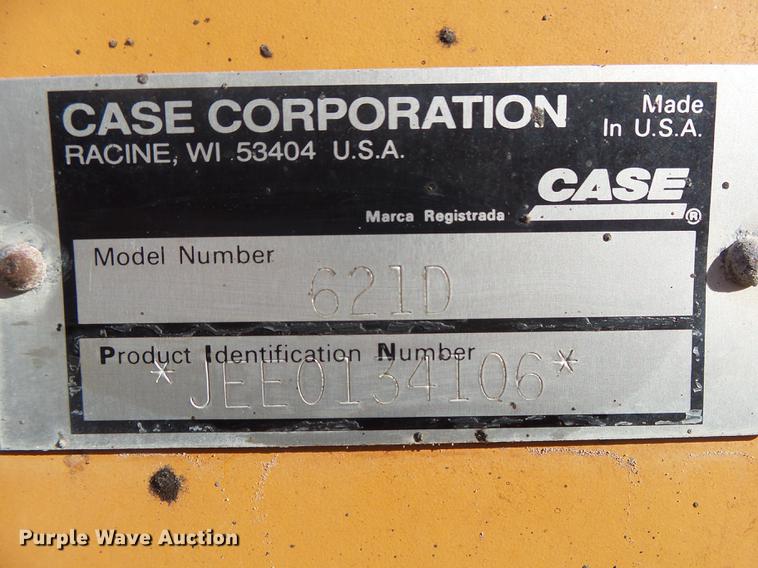 CASE CORPORATION
RACINE, WI 53404 U.S.A.
Made
In U.S.A.
CASE
Marca Registrada
®
Model Number
621D
Product Identification Number
*JEE0134106*
Purple Wave Auction